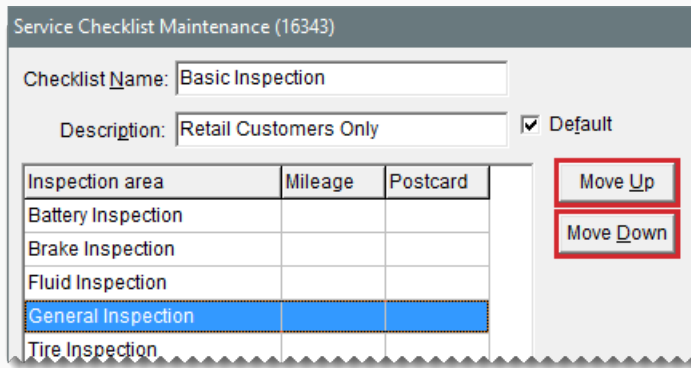 Service Checklist Maintenance (16343)
Checklist Name: Basic Inspection
Description: Retail Customers Only Default
Inspection area Mileage Postcard Move Up
Battery Inspection Move Down
Brake Inspection
Fluid Inspection
General Inspection
Tire Inspection